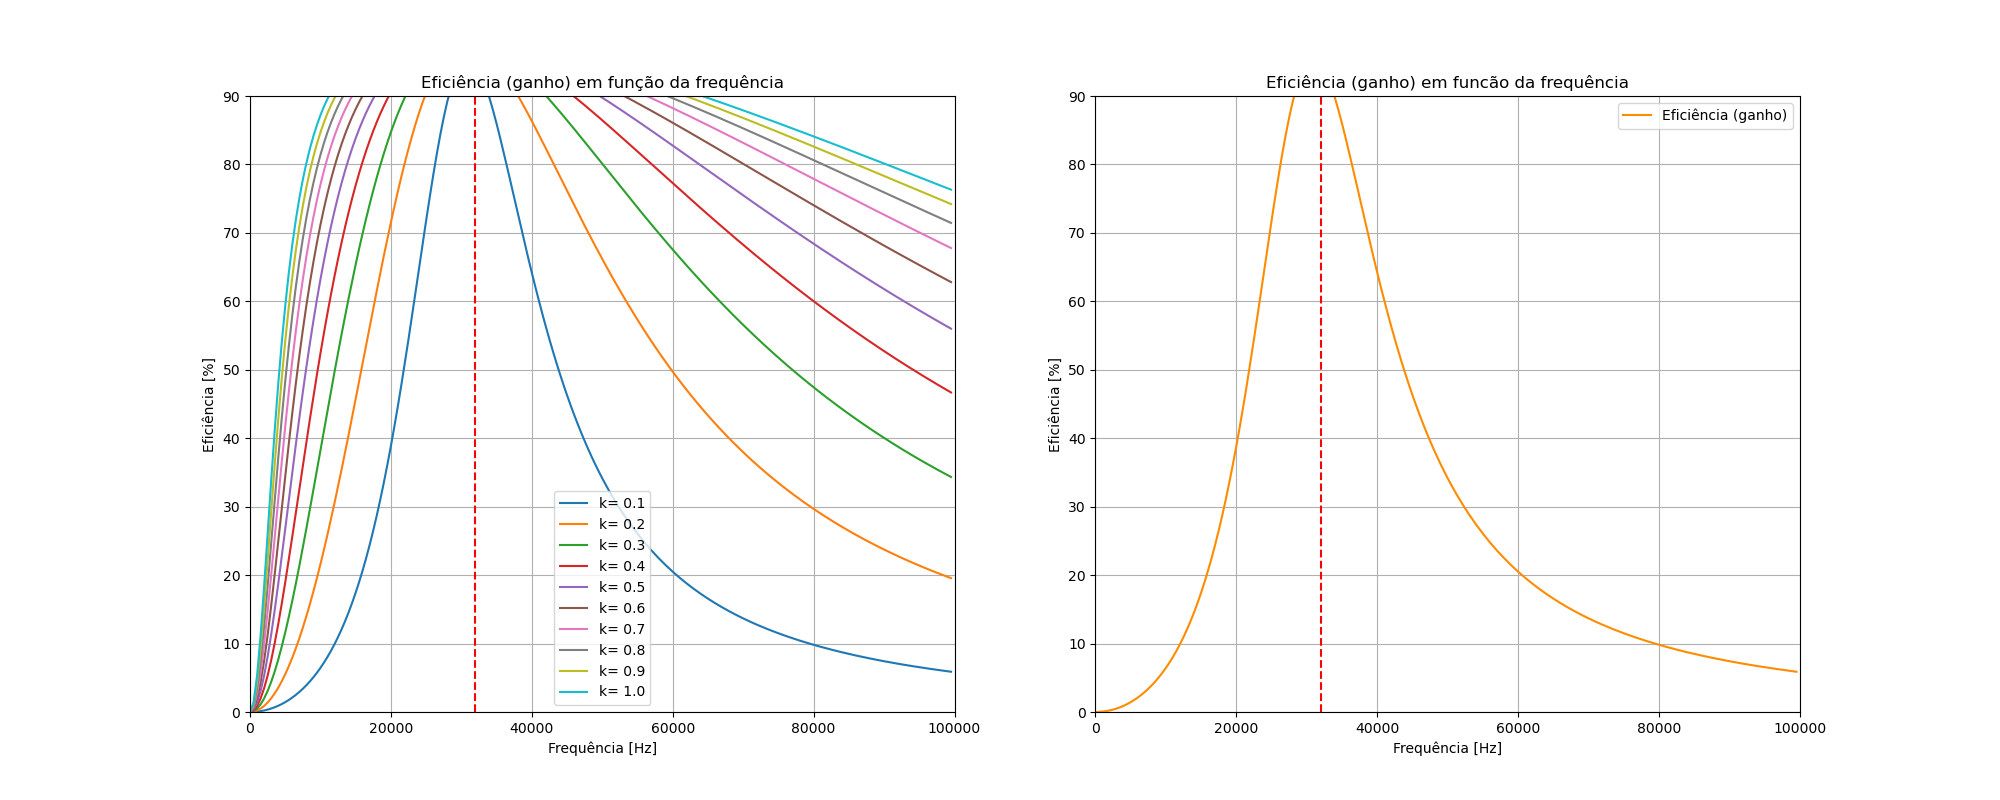 Eficiência (ganho) em função da frequência
90
80
70
60
50
40
30
20
10
0
Eficiência [%]
k= 0.1
k= 0.2
k= 0.3
k= 0.4
k= 0.5
k= 0.6
k= 0.7
k= 0.8
k= 0.9
k= 1.0
0 20000 40000 60000 80000 100000
Frequência [Hz]
Eficiência (ganho) em funcão da frequência
Eficiência (ganho)
90
80
70
60
50
40
30
20
10
0
Eficiência [%]
0 20000 40000 60000 80000 100000
Frequência [Hz]